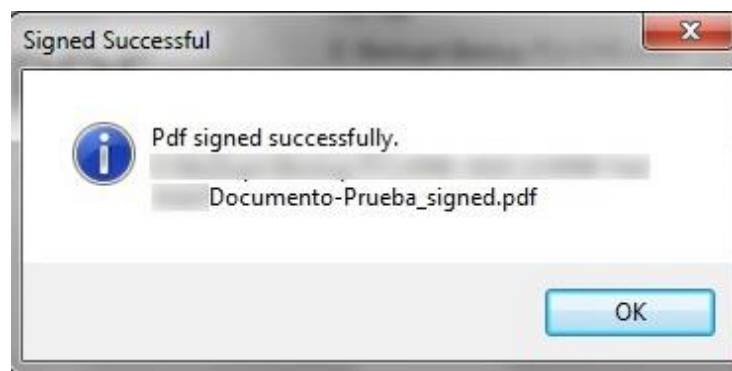 Signed Successful
Pdf signed successfully.
Documento-Prueba_signed.pdf
OK